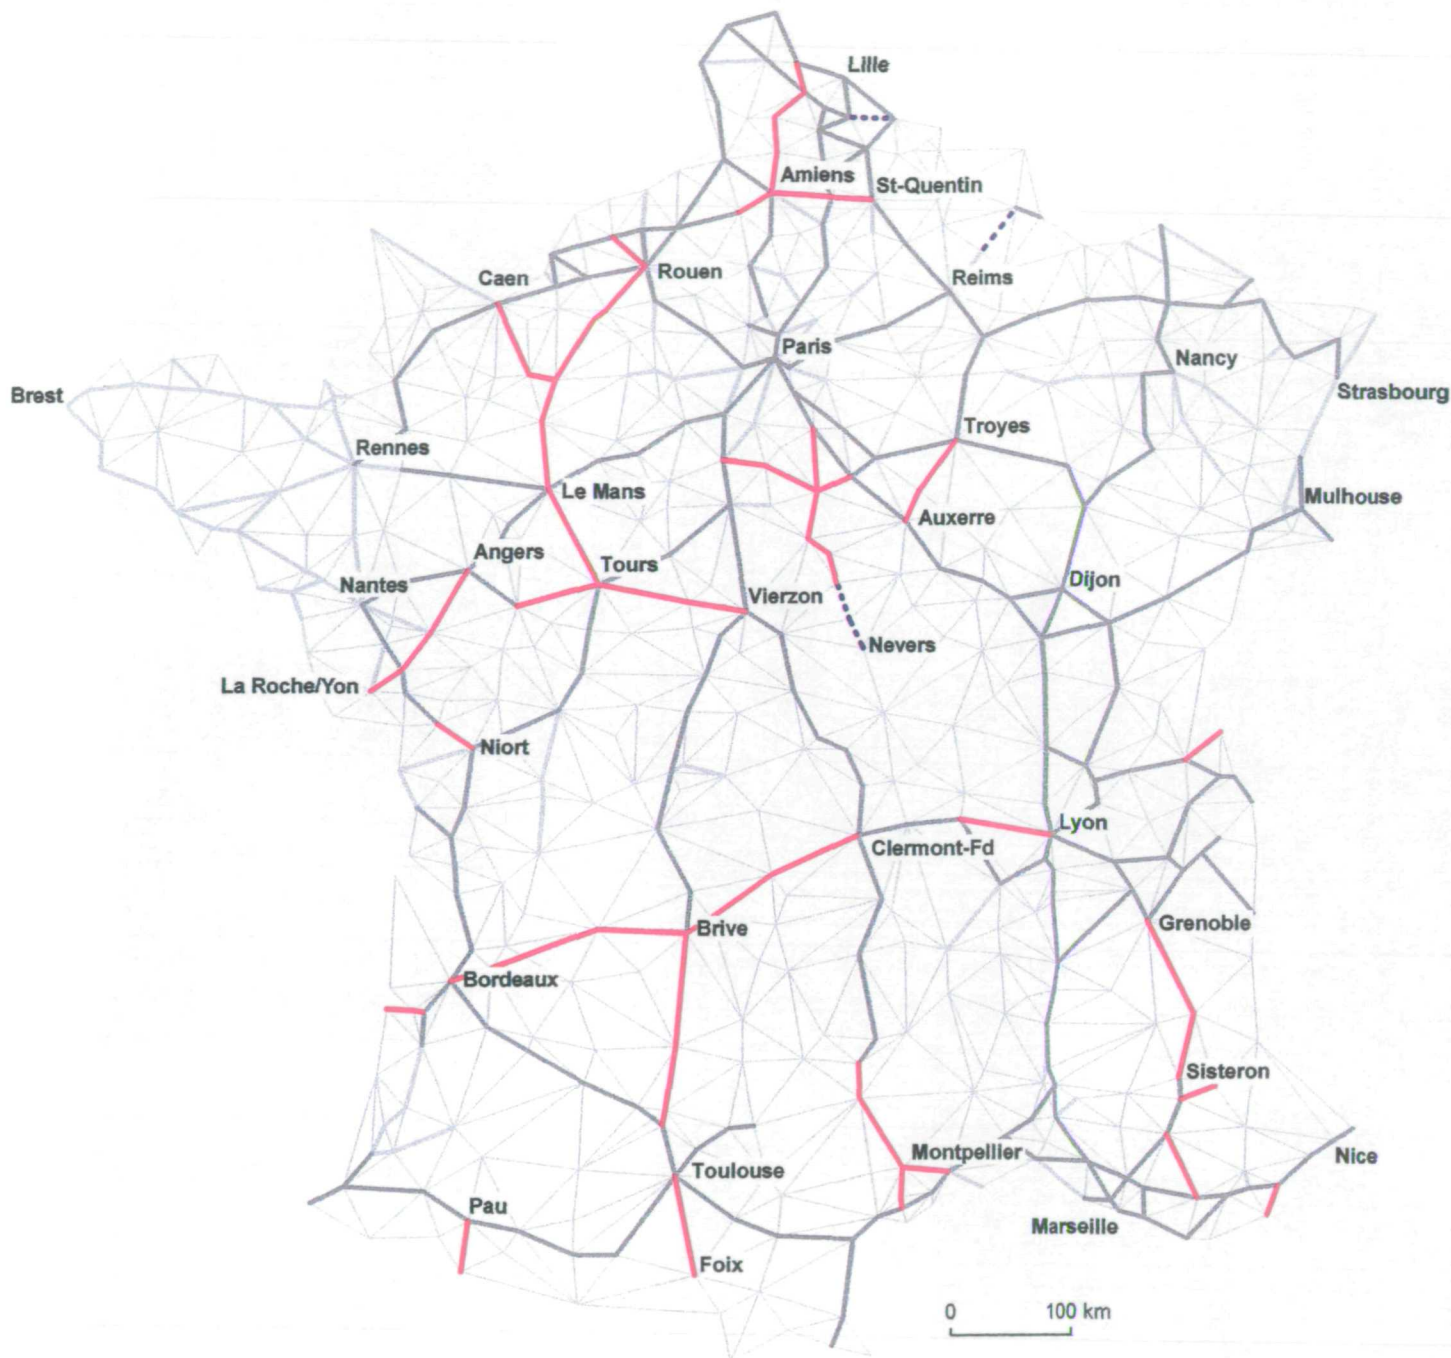 Lille
Amiens
St-Quentin
Caen
Rouen
Reims
Paris
Nancy
Brest
Strasbourg
Rennes
Troyes
Le Mans
Mulhouse
Auxerre
Angers
Tours
Nantes
Vierzon
Dijon
Nevers
La Roche/Yon
Niort
Lyon
Clermont-Fd
Brive
Grenoble
Bordeaux
Sisteron
Montpellier
Nice
Toulouse
Pau
Marseille
Foix
0 100 km